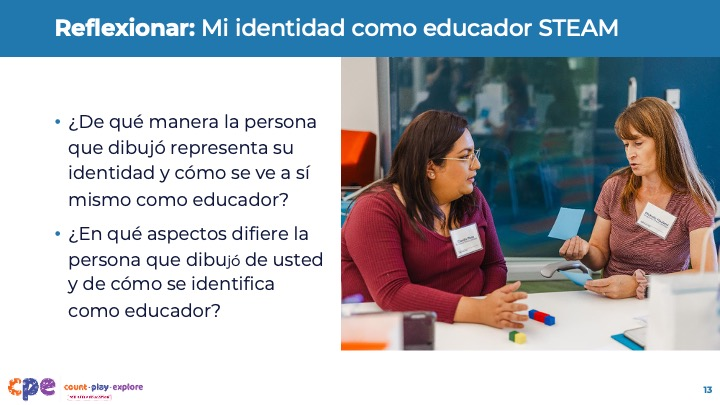 Reflexionar: Mi identidad como educador STEAM
• ¿De qué manera la persona
que dibujó representa su
identidad y cómo se ve a sí
mismo como educador?
• ¿En qué aspectos difiere la
persona que dibujó de usted
y de cómo se identifica
como educador?
cpe count·play·explore
13